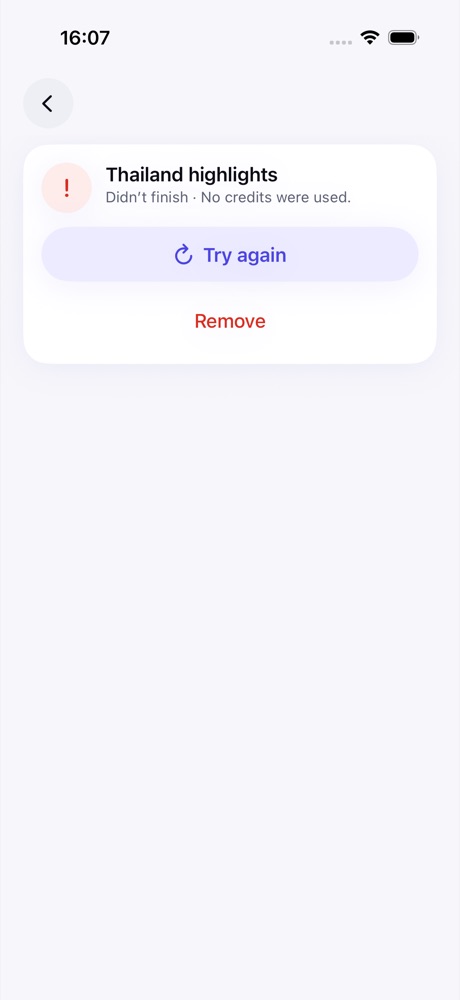 16:07
!
Thailand highlights
Didn’t finish · No credits were used.
Try again
Remove